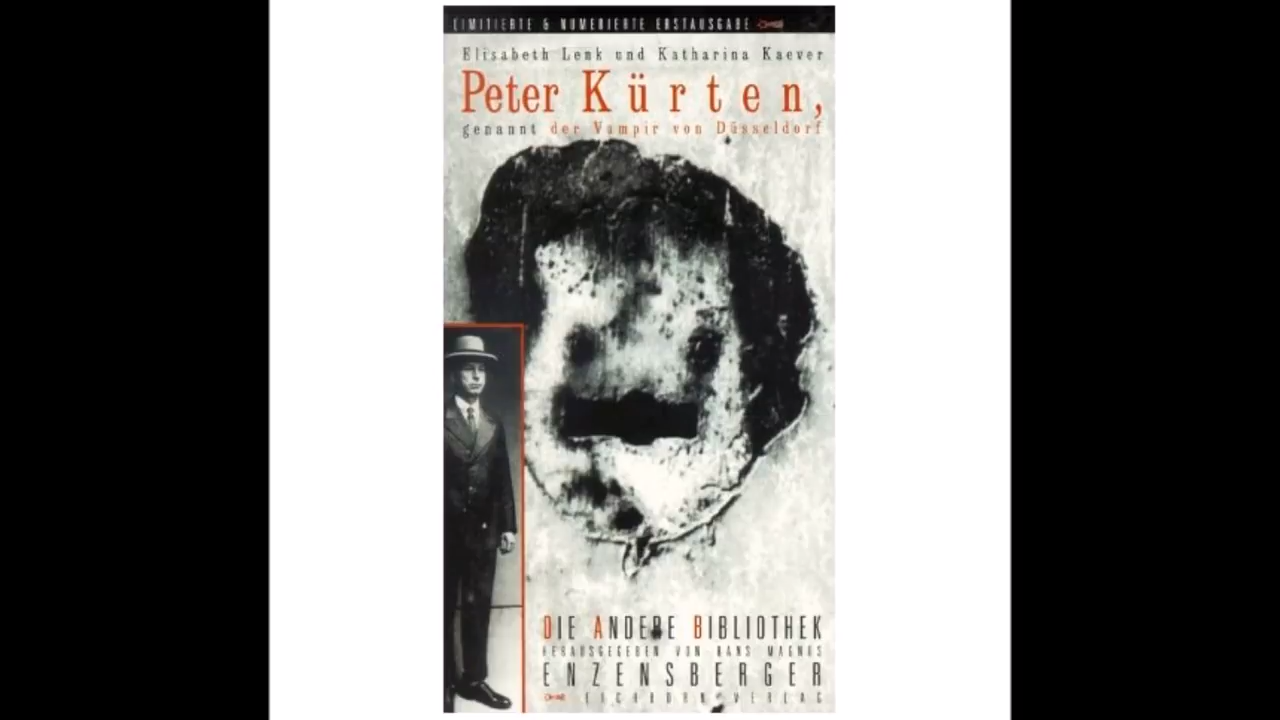 LIMITIERTE & NUMERIERTE ERSTAUSGABE
Elisabeth Lenk und Katharina Kaever
Peter Kürten,
genannt der Vampir von Düsseldorf
DIE ANDERE BIBLIOTHEK
HERAUSGEGEBEN VON HANS MAGNUS
ENZENSBERGER
EICHBORN VERLAG